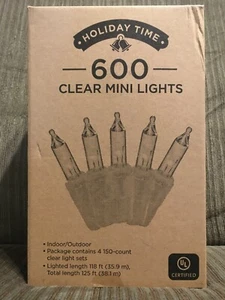 HOLIDAY TIME
600
CLEAR MINI LIGHTS
• Indoor/Outdoor
• Package contains 4 150-count
clear light sets
• Lighted length 118 ft (35.9 m),
Total length 125 ft (38.1 m)
UL
CERTIFIED